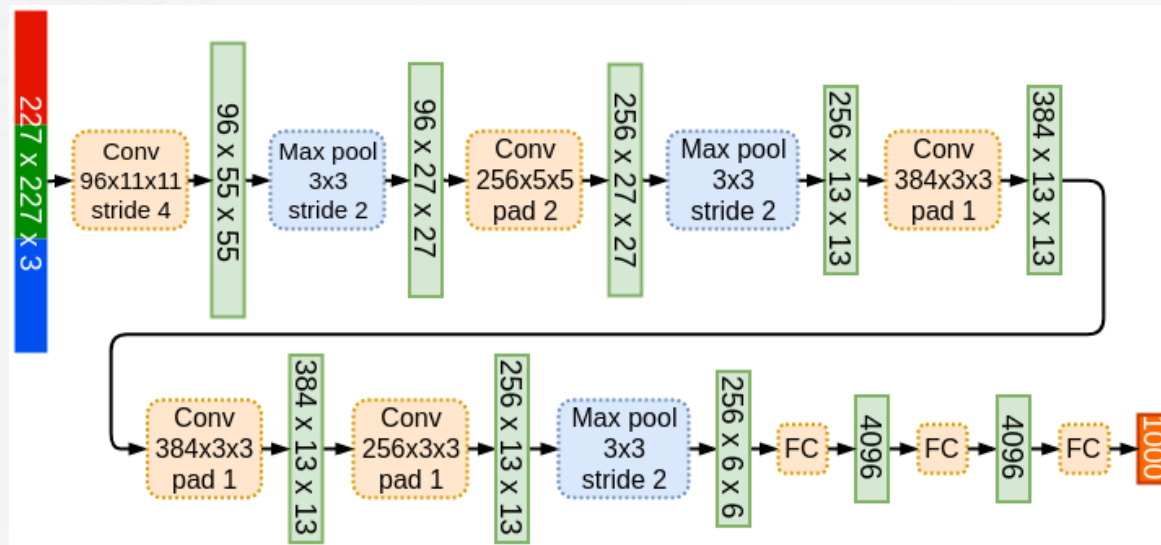 227 x 227 x 3
Conv
96x11x11
stride 4
96 x 55 x 55
Max pool
3x3
stride 2
96 x 27 x 27
Conv
256x5x5
pad 2
256 x 27 x 27
Max pool
3x3
stride 2
256 x 13 x 13
Conv
384x3x3
pad 1
384 x 13 x 13
Conv
384x3x3
pad 1
384 x 13 x 13
Conv
256x3x3
pad 1
256 x 13 x 13
Max pool
3x3
stride 2
256 x 6 x 6
FC
4096
FC
4096
FC
1000